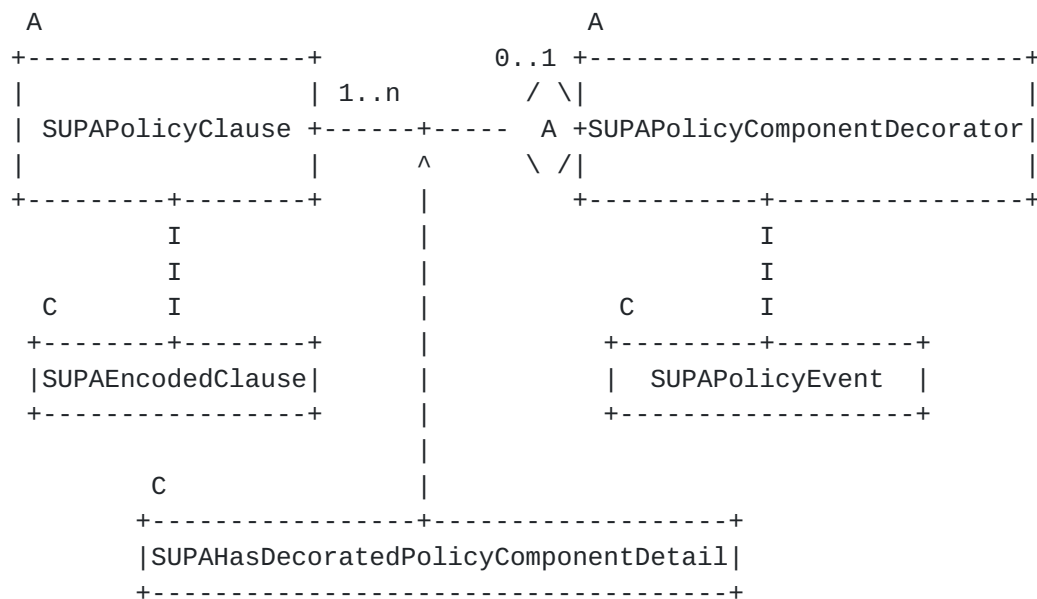 A A
0..1
1..n
SUPAPolicyClause A SUPAPolicyComponentDecorator
I I
I I
C I C I
SUPAEncodedClause SUPAPolicyEvent
C
SUPAHasDecoratedPolicyComponentDetail